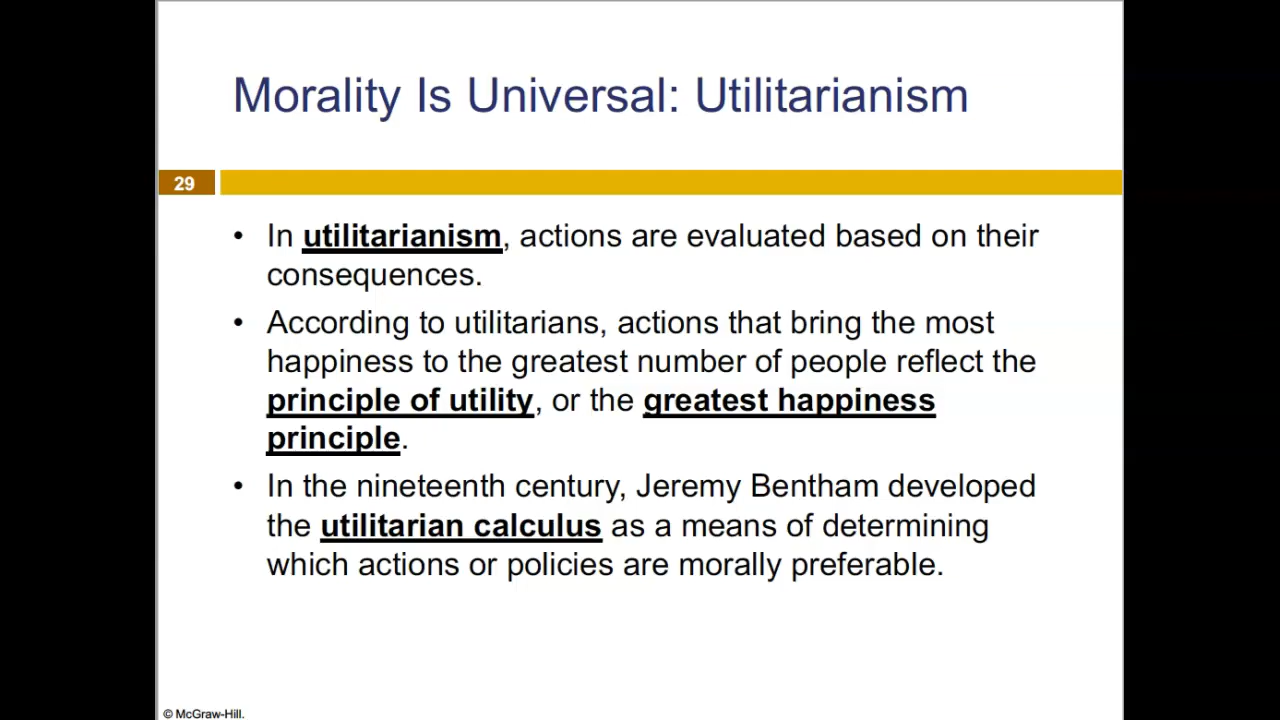 Morality Is Universal: Utilitarianism
29
• In utilitarianism, actions are evaluated based on their
consequences.
• According to utilitarians, actions that bring the most
happiness to the greatest number of people reflect the
principle of utility, or the greatest happiness
principle.
• In the nineteenth century, Jeremy Bentham developed
the utilitarian calculus as a means of determining
which actions or policies are morally preferable.
© McGraw-Hill.